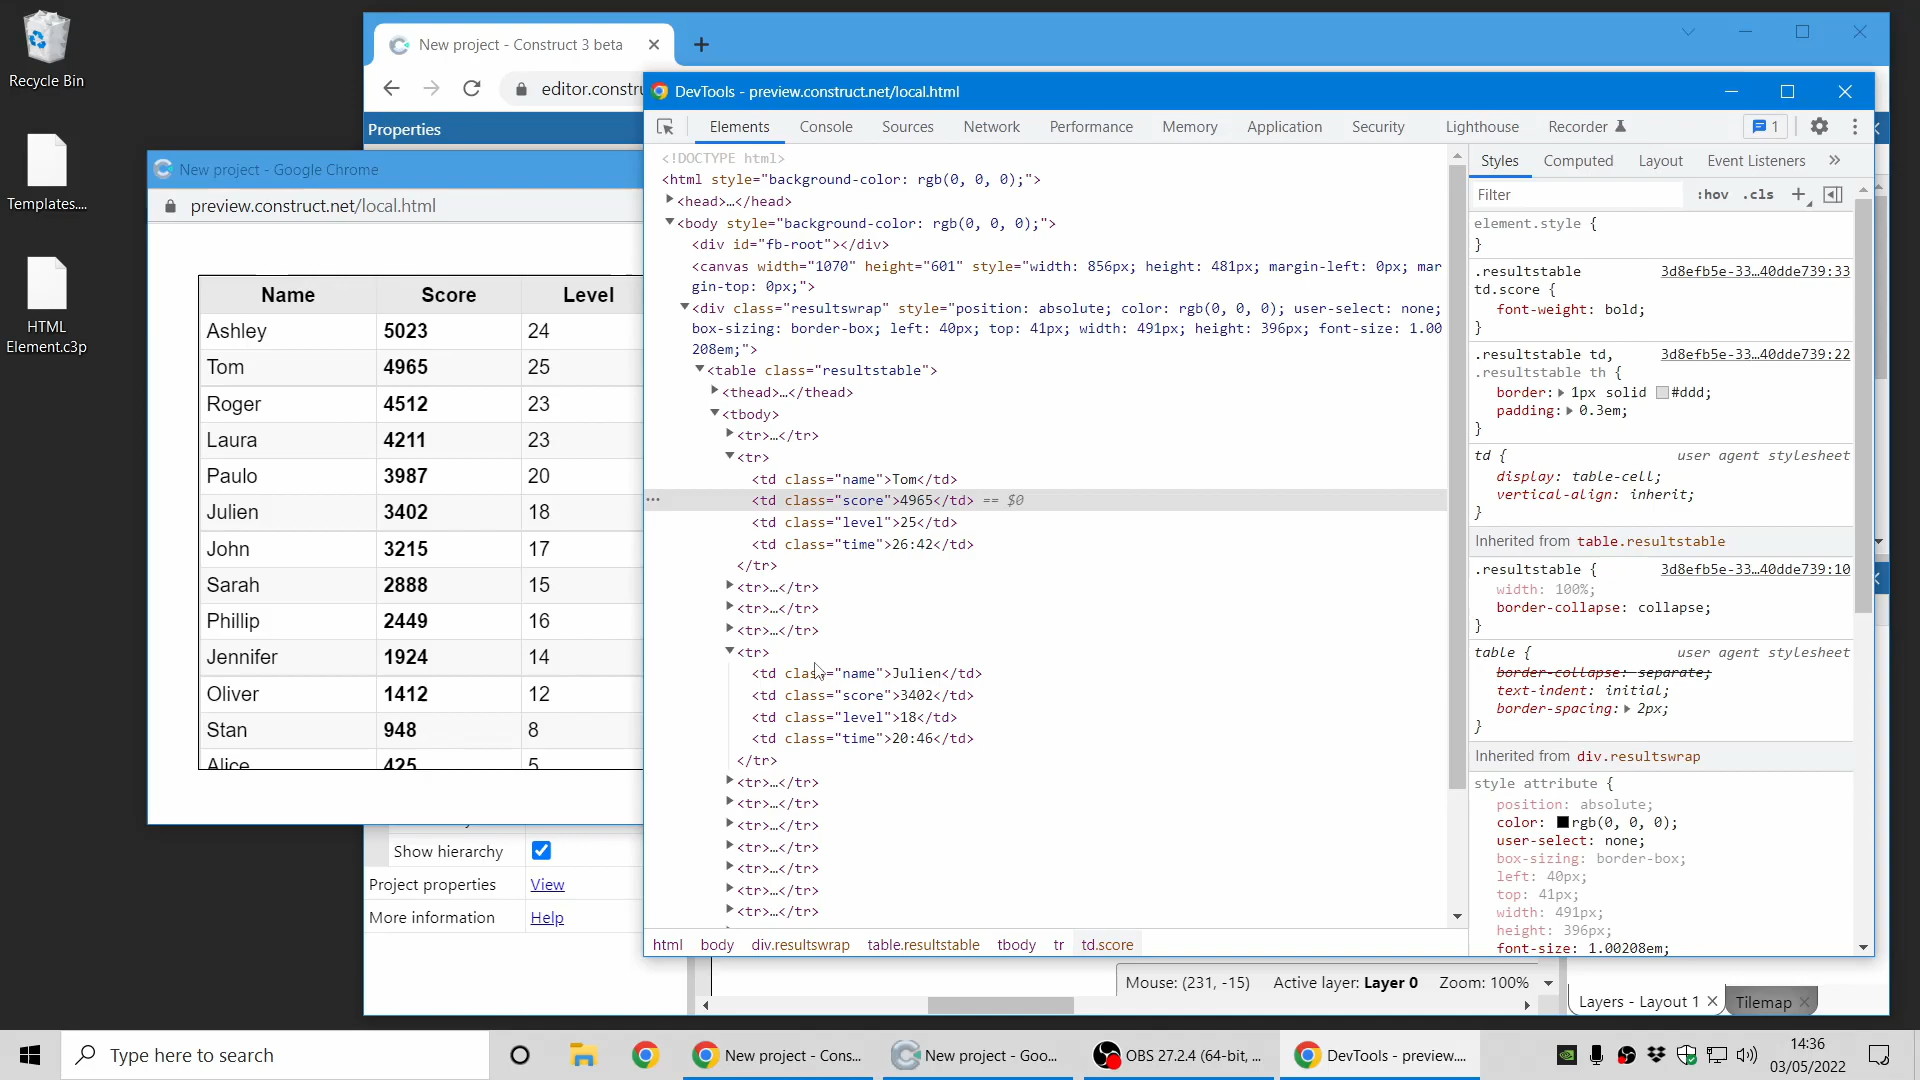 Recycle Bin
Templates....
HTML
Element.c3p
New project - Construct 3 beta
editor.constru
Properties
New project - Google Chrome
preview.construct.net/local.html
Name Score Level
Ashley 5023 24
Tom 4965 25
Roger 4512 23
Laura 4211 23
Paulo 3987 20
Julien 3402 18
John 3215 17
Sarah 2888 15
Phillip 2449 16
Jennifer 1924 14
Oliver 1412 12
Stan 948 8
Alice 425 5
Show hierarchy
Project properties View
More information Help
DevTools - preview.construct.net/local.html
Elements Console Sources Network Performance Memory Application Security Lighthouse Recorder 1
<!DOCTYPE html>
<html style="background-color: rgb(0, 0, 0);">
<head>…</head>
<body style="background-color: rgb(0, 0, 0);">
<div id="fb-root"></div>
<canvas width="1070" height="601" style="width: 856px; height: 481px; margin-left: 0px; mar
gin-top: 0px;">
<div class="resultswrap" style="position: absolute; color: rgb(0, 0, 0); user-select: none;
box-sizing: border-box; left: 40px; top: 41px; width: 491px; height: 396px; font-size: 1.00
208em;">
<table class="resultstable">
<thead>…</thead>
<tbody>
<tr>…</tr>
<tr>
<td class="name">Tom</td>
<td class="score">4965</td> == $0
<td class="level">25</td>
<td class="time">26:42</td>
</tr>
<tr>…</tr>
<tr>…</tr>
<tr>…</tr>
<tr>
<td class="name">Julien</td>
<td class="score">3402</td>
<td class="level">18</td>
<td class="time">20:46</td>
</tr>
<tr>…</tr>
<tr>…</tr>
<tr>…</tr>
<tr>…</tr>
<tr>…</tr>
<tr>…</tr>
<tr>…</tr>
html body div.resultswrap table.resultstable tbody tr td.score
Styles Computed Layout Event Listeners »
Filter :hov .cls +
element.style {
}
.resultstable 3d8efb5e-33…40dde739:33
td.score {
font-weight: bold;
}
.resultstable td, 3d8efb5e-33…40dde739:22
.resultstable th {
border: 1px solid #ddd;
padding: 0.3em;
}
td { user agent stylesheet
display: table-cell;
vertical-align: inherit;
}
Inherited from table.resultstable
.resultstable { 3d8efb5e-33…40dde739:10
width: 100%;
border-collapse: collapse;
}
table { user agent stylesheet
border-collapse: separate;
text-indent: initial;
border-spacing: 2px;
}
Inherited from div.resultswrap
style attribute {
position: absolute;
color: rgb(0, 0, 0);
user-select: none;
box-sizing: border-box;
left: 40px;
top: 41px;
width: 491px;
height: 396px;
font-size: 1.00208em;
Mouse: (231, -15) Active layer: Layer 0 Zoom: 100%
Layers - Layout 1 Tilemap
Type here to search
New project - Cons...
New project - Goo...
OBS 27.2.4 (64-bit, ...
DevTools - preview....
14:36
03/05/2022